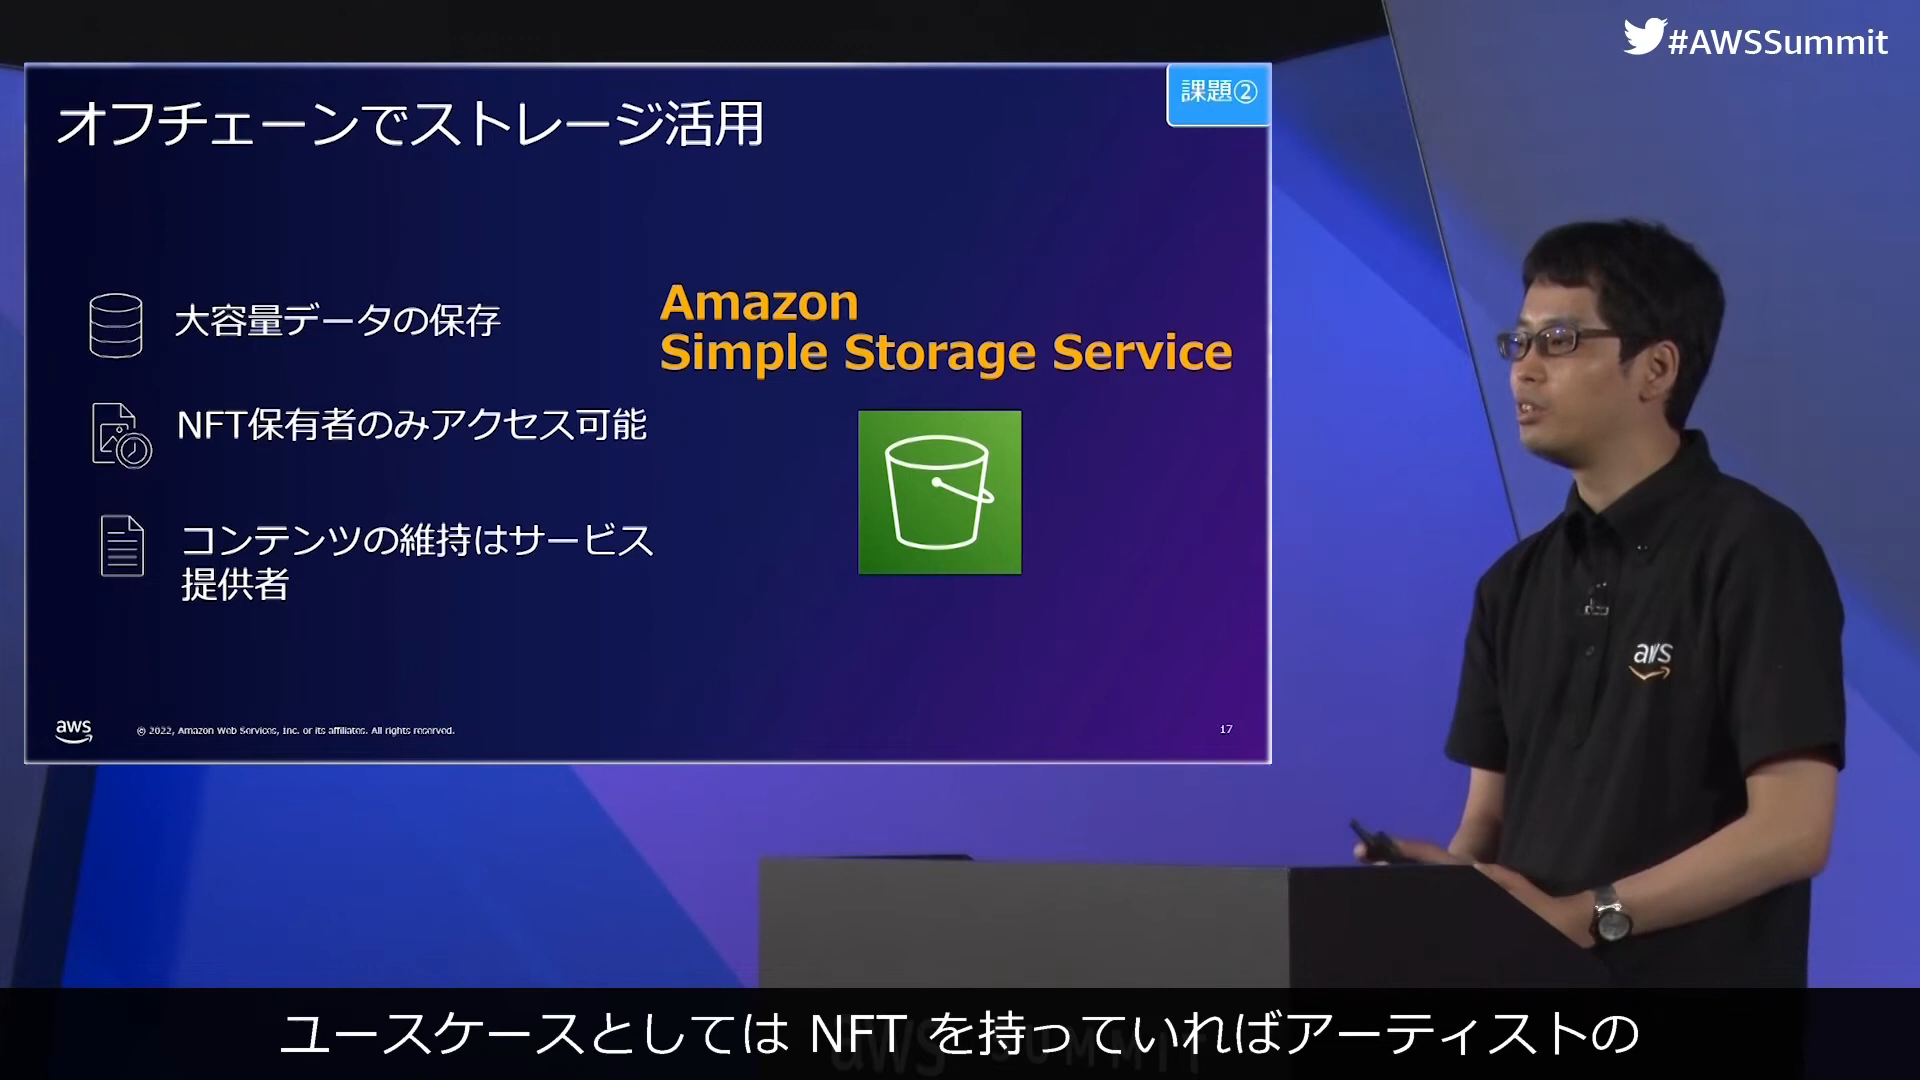 #AWSSummit
課題②
オフチェーンでストレージ活用
大容量データの保存
NFT保有者のみアクセス可能
コンテンツの維持はサービス
提供者
Amazon
Simple Storage Service
aws
© 2022, Amazon Web Services, Inc. or its affiliates. All rights reserved.
17
aws
ユースケースとしては NFT を持っていればアーティストの
aws SUMMIT